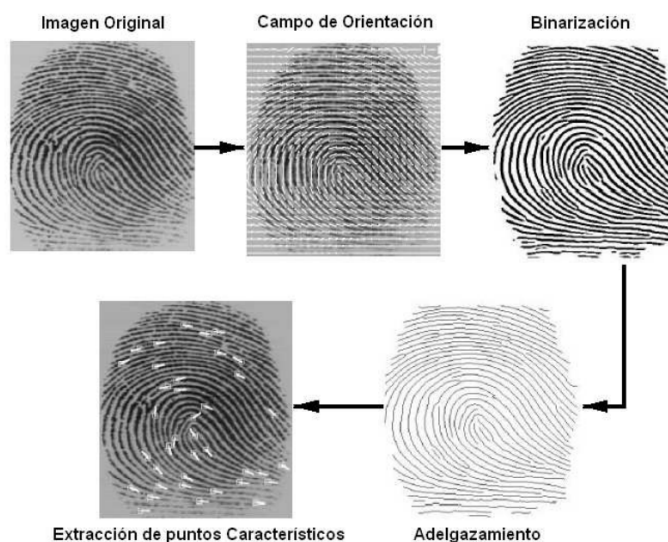 Imagen Original
Campo de Orientación
Binarización
Extracción de puntos Característicos
Adelgazamiento